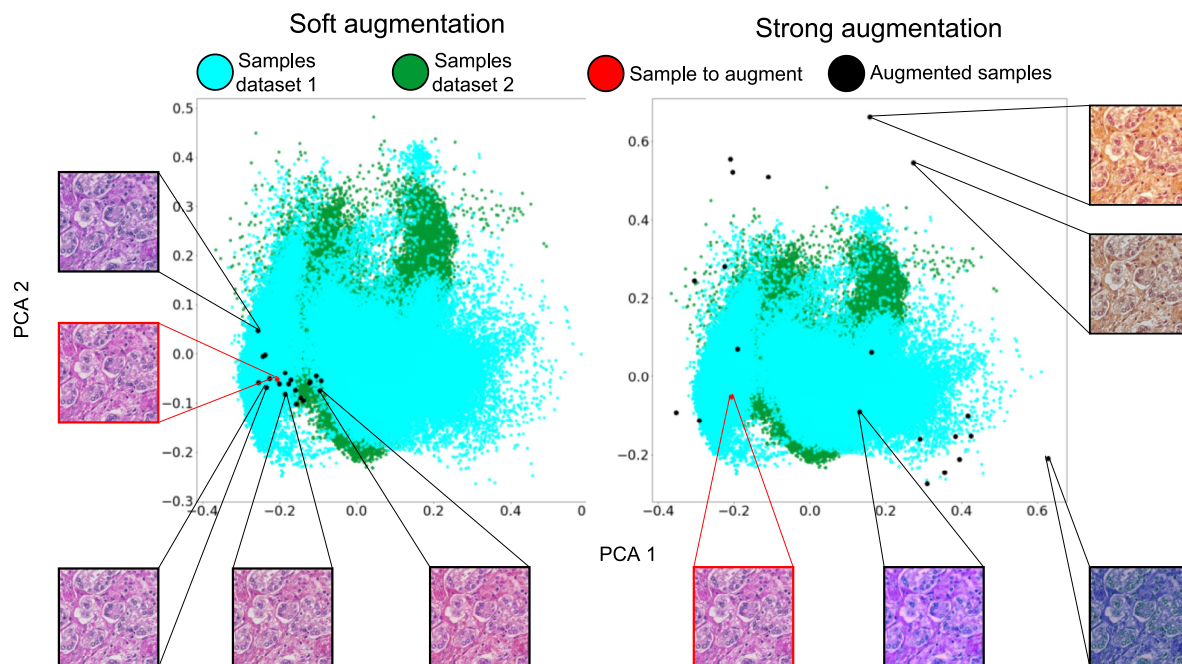 Soft augmentation
Strong augmentation
Samples
dataset 1
Samples
dataset 2
Sample to augment
Augmented samples
PCA 2
0.5
0.4
0.3
0.2
0.1
0.0
−0.1
−0.2
−0.3
−0.4
−0.2
0.0
0.2
0.4
0
0.6
0.4
0.2
0.0
−0.2
−0.4
−0.2
0.0
0.2
0.4
0.6
PCA 1